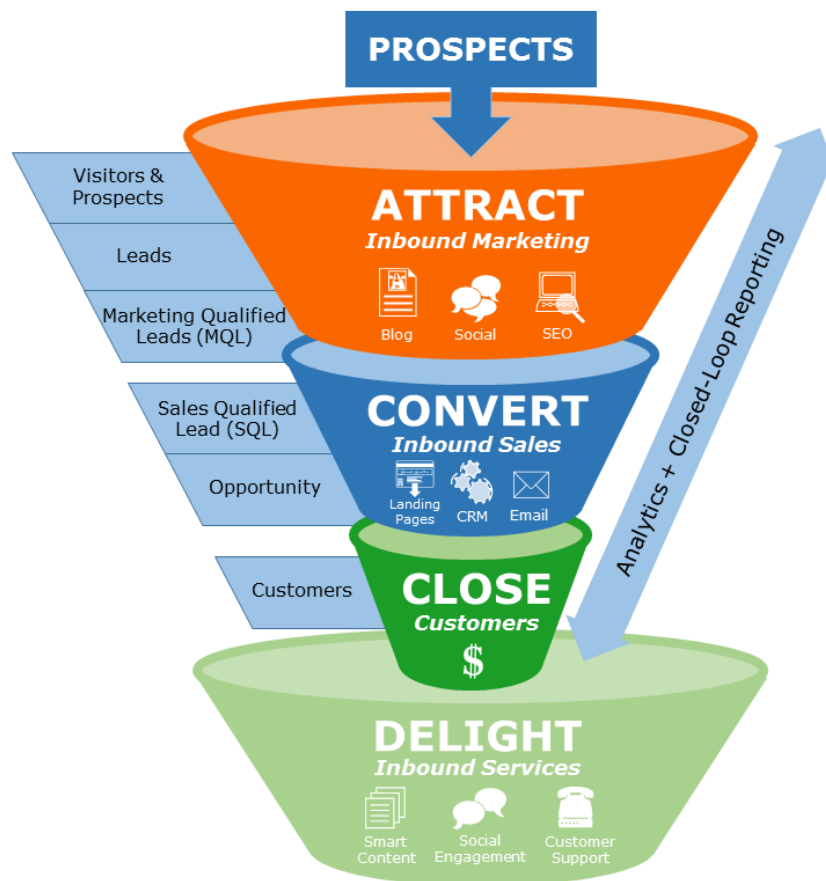 PROSPECTS
Visitors &
Prospects
Leads
Marketing Qualified
Leads (MQL)
ATTRACT
Inbound Marketing
Blog
Social
SEO
Sales Qualified
Lead (SQL)
Opportunity
CONVERT
Inbound Sales
Landing
Pages
CRM
Email
Customers
CLOSE
Customers
$
DELIGHT
Inbound Services
Smart
Content
Social
Engagement
Customer
Support
Analytics + Closed-Loop Reporting